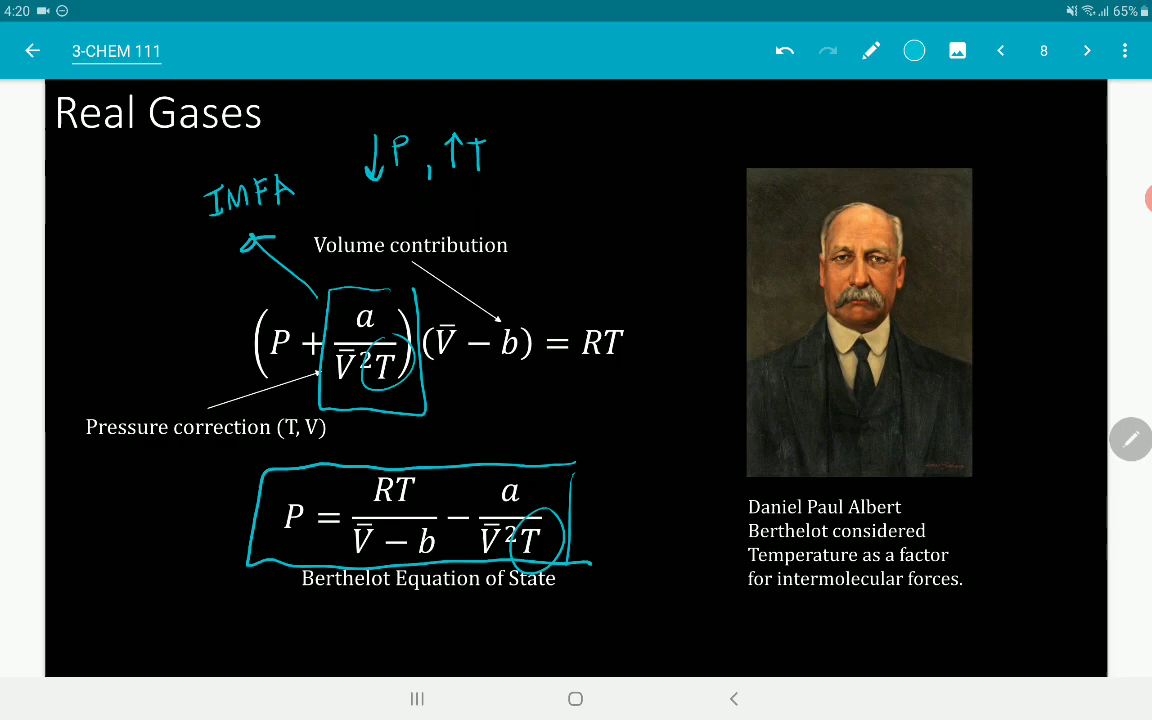 4:20 65%
3-CHEM 111 8
Real Gases
↓P, ↑T
IMFA
Volume contribution
(P + a/V̄²T)(V̄ − b) = RT
Pressure correction (T, V)
P = RT/(V̄ − b) − a/V̄²T
Berthelot Equation of State
Daniel Paul Albert
Berthelot considered
Temperature as a factor
for intermolecular forces.